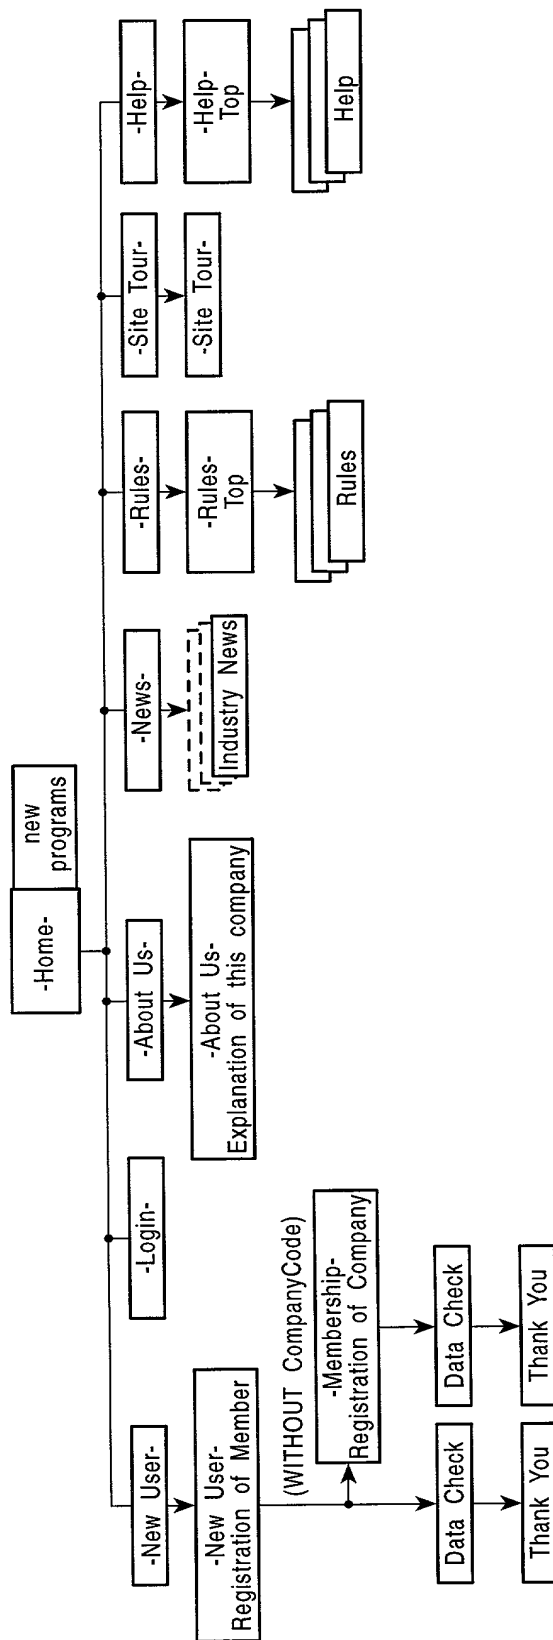 -Home-
new
programs
-New User-
-Login-
-About Us-
-News-
-Rules-
-Site Tour-
-Help-
-New User-
Registration of Member
-About Us-
Explanation of this company
Industry News
-Rules-
Top
-Site Tour-
-Help-
Top
Rules
Help
(WITHOUT CompanyCode)
-Membership-
Registration of Company
Data Check
Data Check
Thank You
Thank You